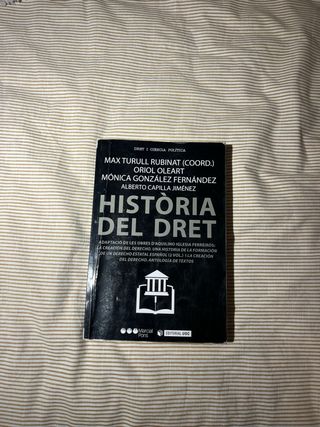 DRET I CIÈNCIA POLÍTICA
MAX TURULL RUBINAT (COORD.)
ORIOL OLEART
MÒNICA GONZÁLEZ FERNÁNDEZ
ALBERTO CAPILLA JIMÉNEZ
HISTÒRIA
DEL DRET
ADAPTACIÓ DE LES OBRES D'AQUILINO IGLESIA FERREIRÓS:
LA CREACIÓN DEL DERECHO. UNA HISTORIA DE LA FORMACIÓN
DE UN DERECHO ESTATAL ESPAÑOL (2 VOL.) I LA CREACIÓN
DEL DERECHO. ANTOLOGÍA DE TEXTOS
Marcial
Pons
EDITORIAL UOC